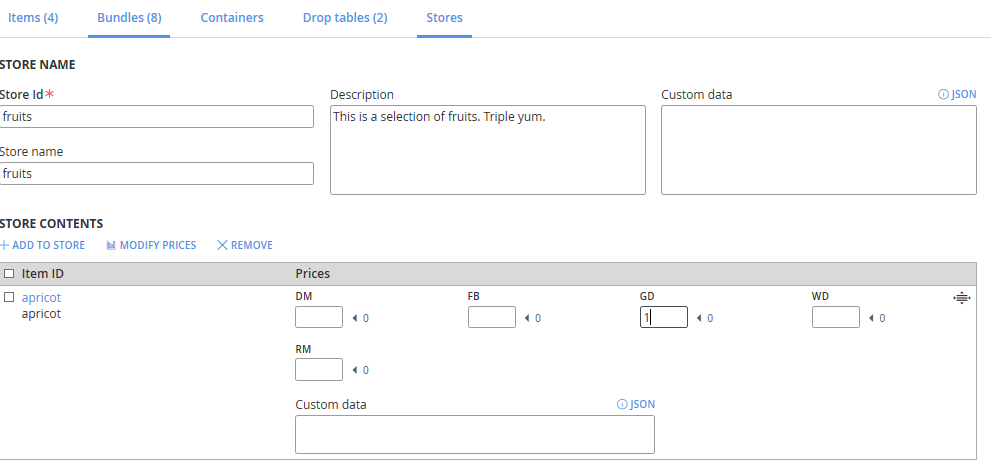 Items (4) Bundles (8) Containers Drop tables (2) Stores
STORE NAME
Store Id* Description Custom data JSON
fruits This is a selection of fruits. Triple yum.
Store name
fruits
STORE CONTENTS
+ ADD TO STORE MODIFY PRICES REMOVE
Item ID Prices
apricot DM FB GD WD
apricot 0 0 1 0 0
RM
0
Custom data JSON